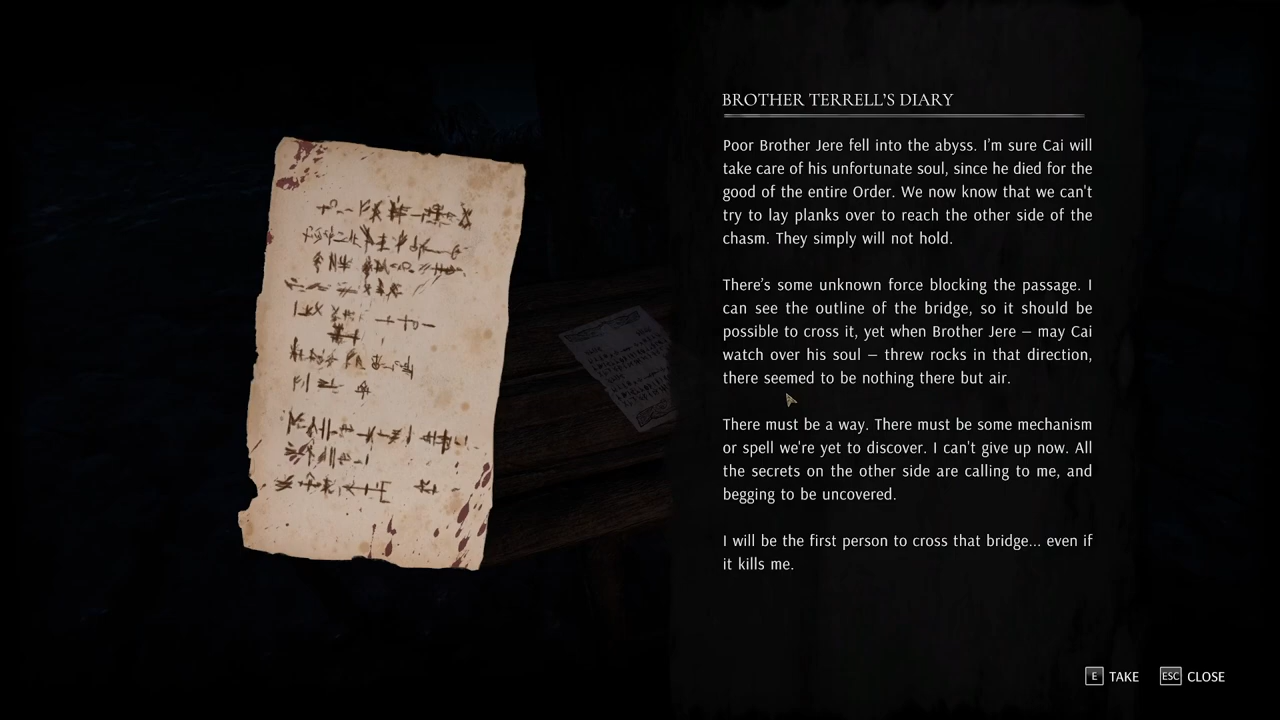 BROTHER TERRELL'S DIARY
Poor Brother Jere fell into the abyss. I'm sure Cai will
take care of his unfortunate soul, since he died for the
good of the entire Order. We now know that we can't
try to lay planks over to reach the other side of the
chasm. They simply will not hold.
There's some unknown force blocking the passage. I
can see the outline of the bridge, so it should be
possible to cross it, yet when Brother Jere – may Cai
watch over his soul – threw rocks in that direction,
there seemed to be nothing there but air.
There must be a way. There must be some mechanism
or spell we're yet to discover. I can't give up now. All
the secrets on the other side are calling to me, and
begging to be uncovered.
I will be the first person to cross that bridge... even if
it kills me.
E TAKE ESC CLOSE